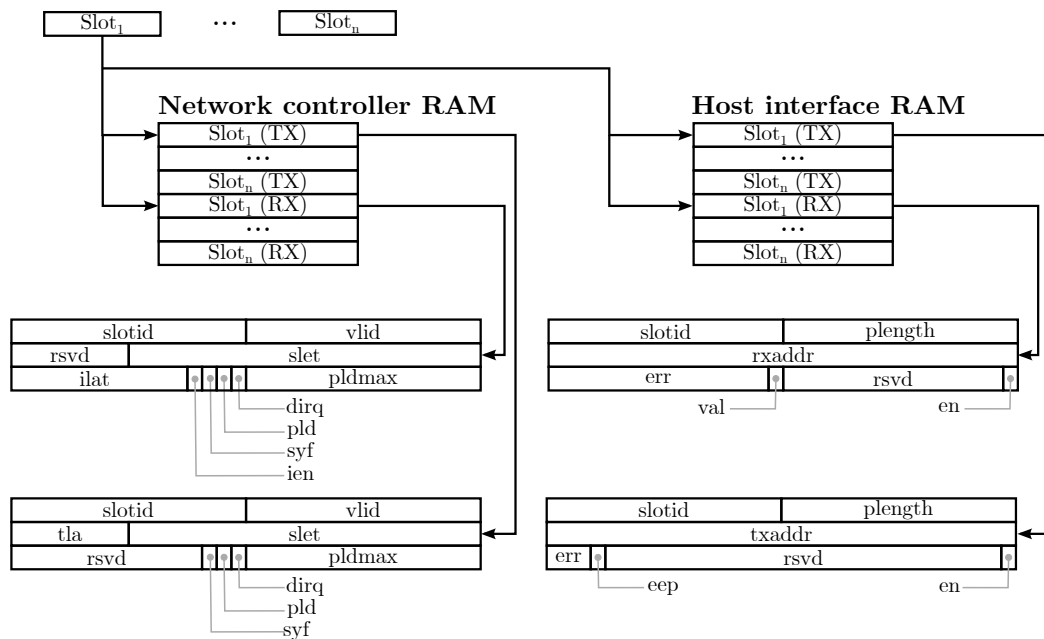 Slot₁ ... Slotₙ
Network controller RAM
Slot₁ (TX)
...
Slotₙ (TX)
Slot₁ (RX)
...
Slotₙ (RX)
Host interface RAM
Slot₁ (TX)
...
Slotₙ (TX)
Slot₁ (RX)
...
Slotₙ (RX)
slotid vlid
rsvd slet
ilat pldmax
dirq
pld
syf
ien
slotid plength
rxaddr
err rsvd
val en
slotid vlid
tla slet
rsvd pldmax
dirq
pld
syf
slotid plength
txaddr
err rsvd
eep en